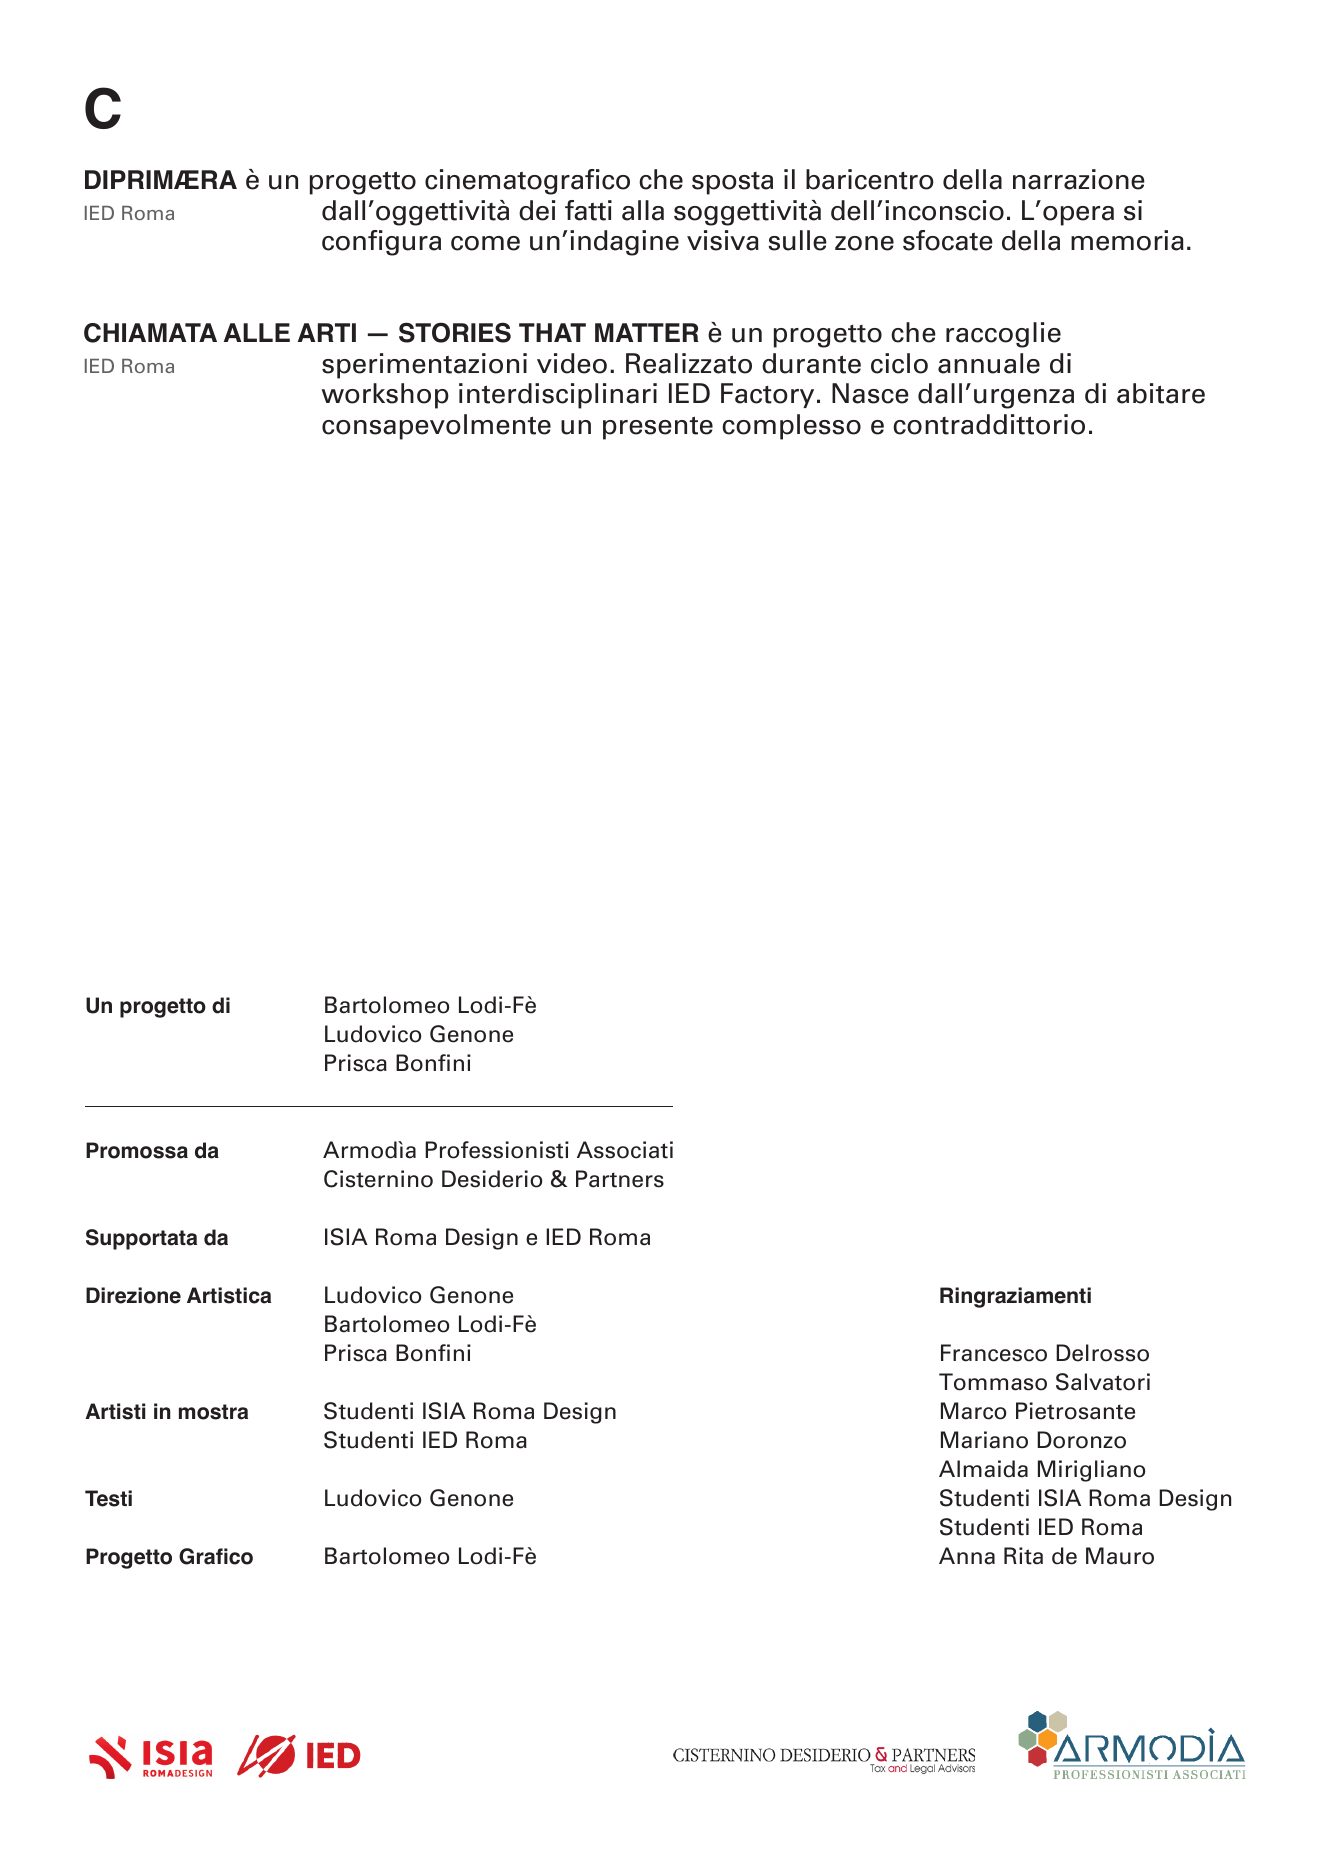 C
DIPRIMÆRA è un progetto cinematografico che sposta il baricentro della narrazione
IED Roma dall’oggettività dei fatti alla soggettività dell’inconscio. L’opera si
configura come un’indagine visiva sulle zone sfocate della memoria.
CHIAMATA ALLE ARTI — STORIES THAT MATTER è un progetto che raccoglie
IED Roma sperimentazioni video. Realizzato durante ciclo annuale di
workshop interdisciplinari IED Factory. Nasce dall’urgenza di abitare
consapevolmente un presente complesso e contraddittorio.
Un progetto di Bartolomeo Lodi-Fè
Ludovico Genone
Prisca Bonfini
Promossa da Armodìa Professionisti Associati
Cisternino Desiderio & Partners
Supportata da ISIA Roma Design e IED Roma
Direzione Artistica Ludovico Genone
Bartolomeo Lodi-Fè
Prisca Bonfini
Artisti in mostra Studenti ISIA Roma Design
Studenti IED Roma
Testi Ludovico Genone
Progetto Grafico Bartolomeo Lodi-Fè
Ringraziamenti
Francesco Delrosso
Tommaso Salvatori
Marco Pietrosante
Mariano Doronzo
Almaida Mirigliano
Studenti ISIA Roma Design
Studenti IED Roma
Anna Rita de Mauro
ISIA
ROMADESIGN
IED
CISTERNINO DESIDERIO & PARTNERS
Tax and Legal Advisors
ARMODÌA
PROFESSIONISTI ASSOCIATI